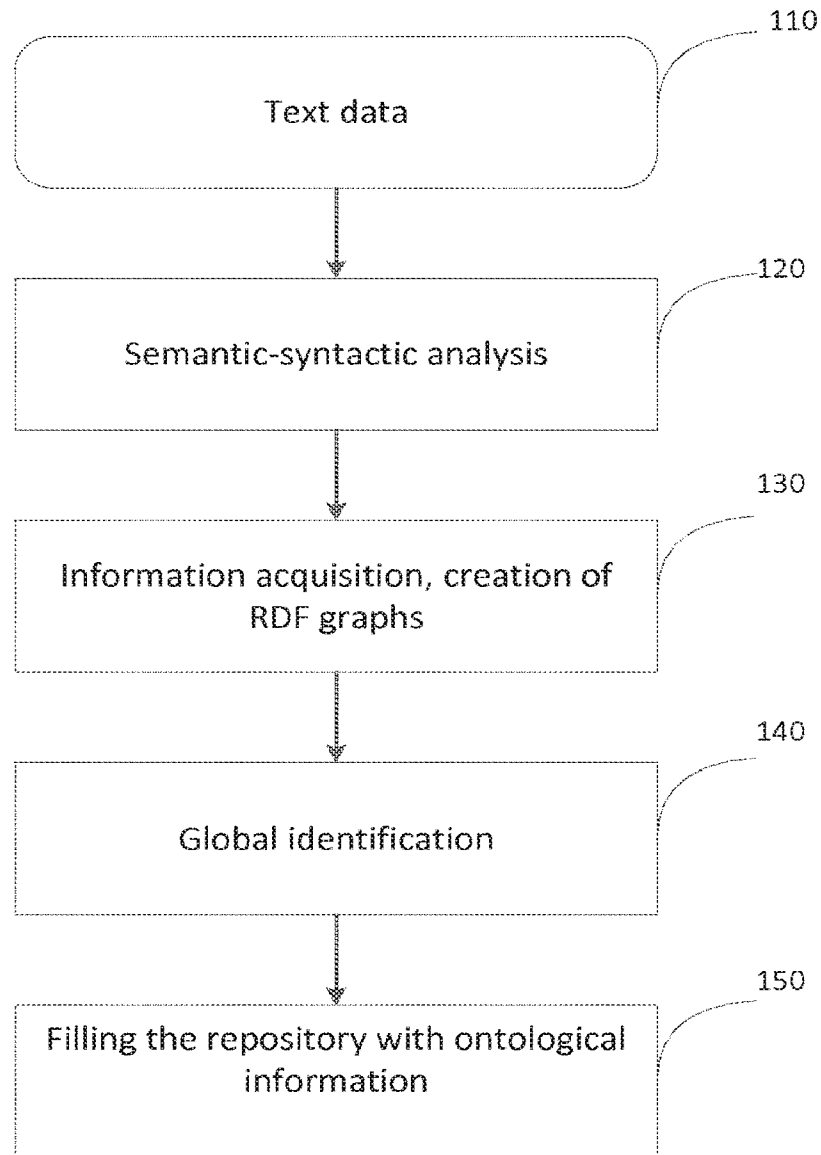 110
Text data
120
Semantic-syntactic analysis
130
Information acquisition, creation of
RDF graphs
140
Global identification
150
Filling the repository with ontological
information